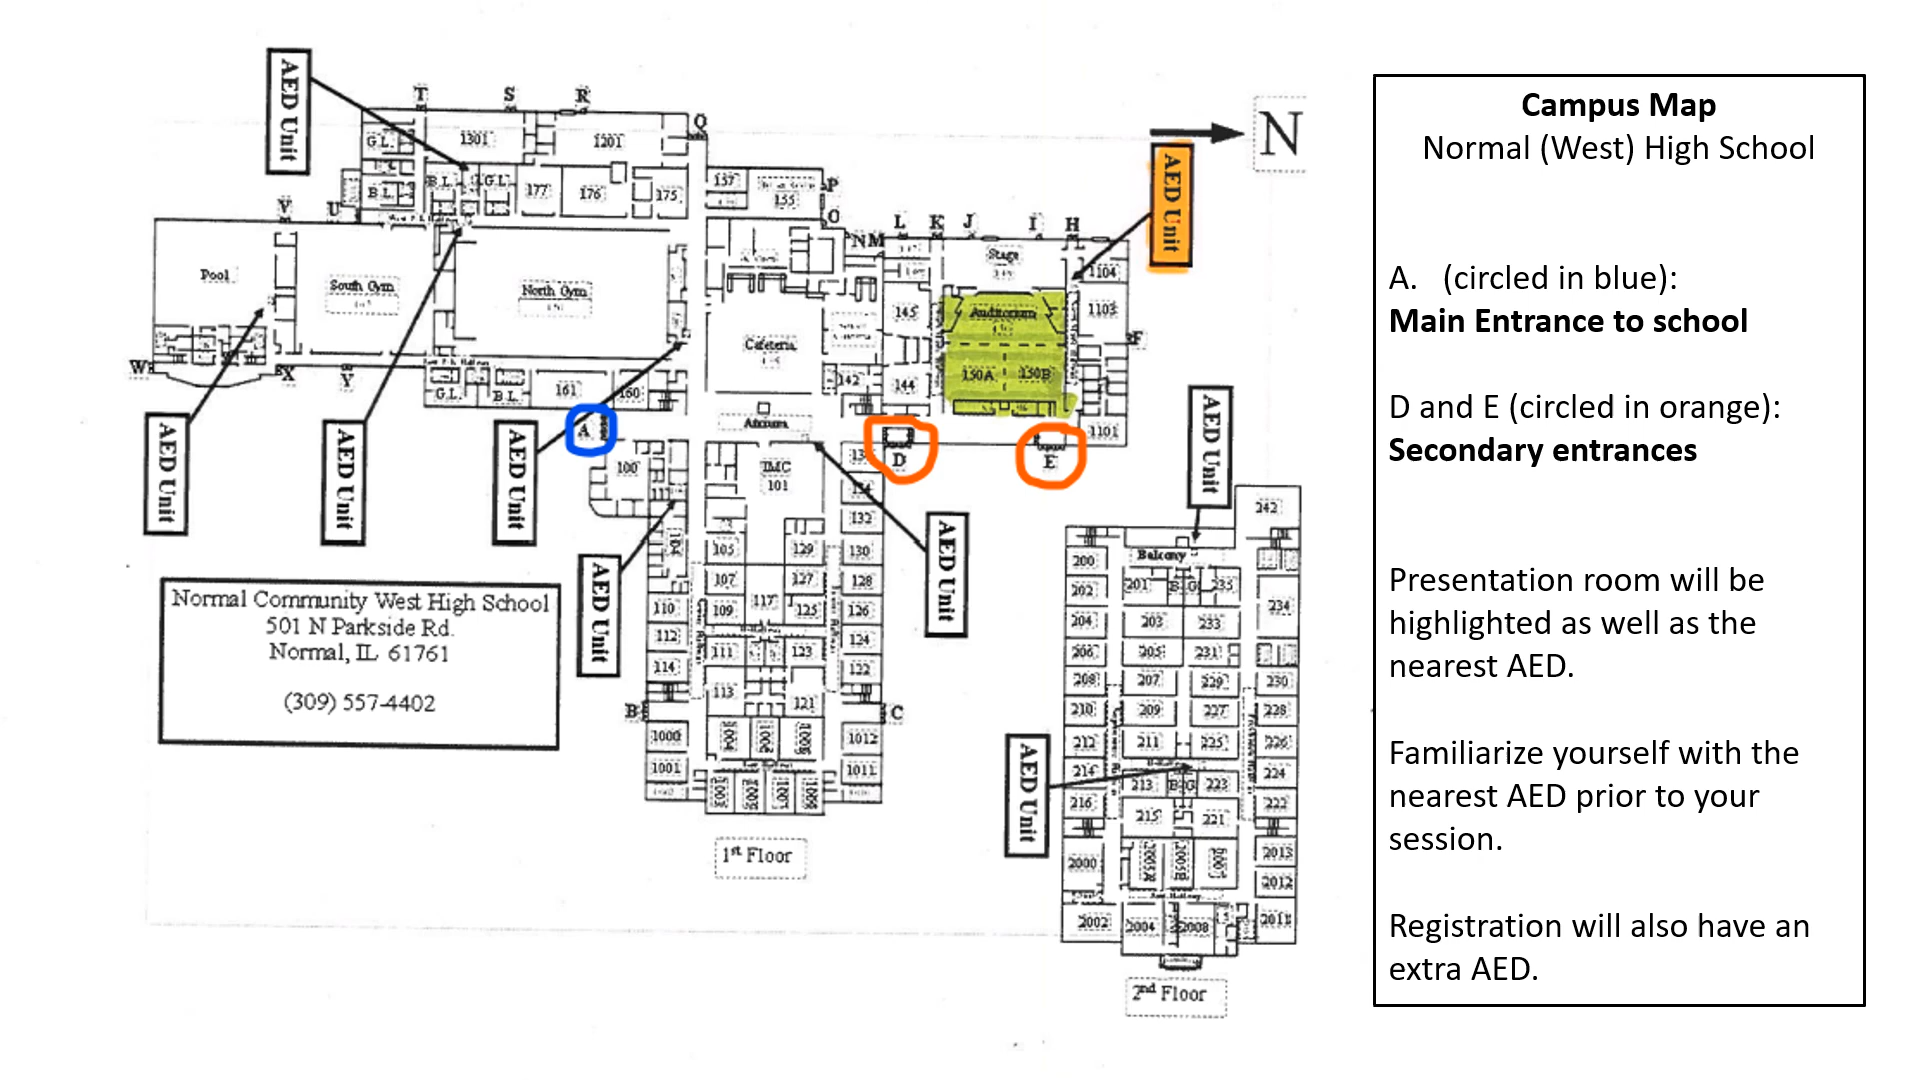 AED Unit
T
S
R
Q
G.L.
1301
1201
N
AED Unit
B.L.
B.L.
G.L.
177
176
175
157
155
P
V
U
O
N M
L
K
J
I
H
Pool
South Gym
North Gym
Stage
1104
145
Auditorium
1103
F
Cafeteria
150A
150B
W
X
Y
G.L.
B.L.
161
160
142
144
A
Atrium
1101
D
E
AED Unit
AED Unit
AED Unit
AED Unit
100
IMC
101
132
242
105
129
130
AED Unit
AED Unit
Balcony
200
107
127
128
201
B
G
235
202
234
110
109
117
125
126
204
203
233
112
124
111
123
206
205
231
114
122
208
207
229
230
113
121
210
209
227
228
B
C
1000
1004
1006
1008
1012
212
211
225
226
1001
1011
214
224
AED Unit
213
B
G
223
216
222
215
221
2000
2013
2012
2002
2004
2008
2011
1st Floor
2nd Floor
Normal Community West High School
501 N Parkside Rd.
Normal, IL 61761
(309) 557-4402
Campus Map
Normal (West) High School
A. (circled in blue):
Main Entrance to school
D and E (circled in orange):
Secondary entrances
Presentation room will be
highlighted as well as the
nearest AED.
Familiarize yourself with the
nearest AED prior to your
session.
Registration will also have an
extra AED.